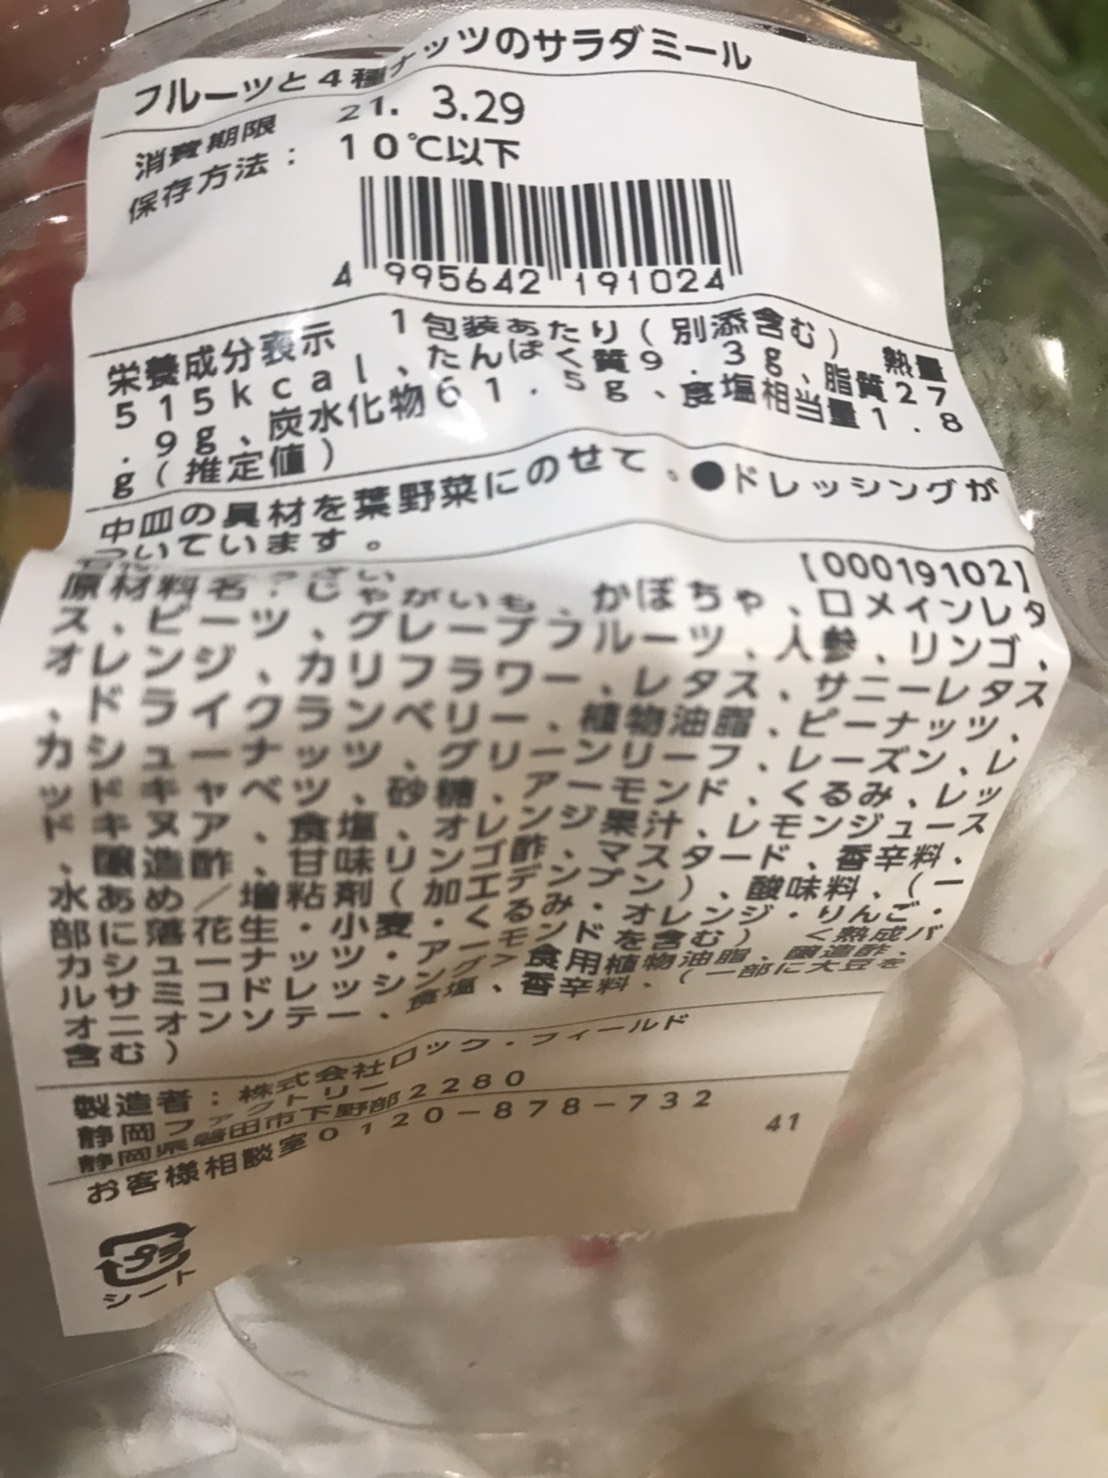 フルーツと4種ナッツのサラダミール
消費期限 21. 3.29
保存方法: 10℃以下
4 995642 191024
栄養成分表示 1包装あたり(別添含む) 熱量
515kcal、たんぱく質9.3g、脂質27
.9g、炭水化物61.5g、食塩相当量1.8
g(推定値)
中皿の具材を葉野菜にのせて。●ドレッシングが
ついています。
[00019102]
原材料名: じゃがいも、かぼちゃ、ロメインレタ
ス、ビーツ、グレープフルーツ、人参、リンゴ、
オレンジ、カリフラワー、レタス、サニーレタス
、ドライクランベリー、植物油脂、ピーナッツ、
カシューナッツ、グリーンリーフ、レーズン、レ
ッドキャベツ、砂糖、アーモンド、くるみ、レッ
ドキヌア、食塩、オレンジ果汁、レモンジュース
、醸造酢、甘味リンゴ酢、マスタード、香辛料、
水あめ/増粘剤(加工デンプン)、酸味料、(一
部に落花生・小麦・くるみ・オレンジ・りんご・
カシューナッツ・アーモンドを含む) <熟成バ
ルサミコドレッシング>食用植物油脂、醸造酢、
オニオンソテー、食塩、香辛料、(一部に大豆を
含む)
製造者:株式会社ロック・フィールド
静岡ファクトリー
静岡県磐田市下野部2280
お客様相談室0120-878-732
41
プラ
シート